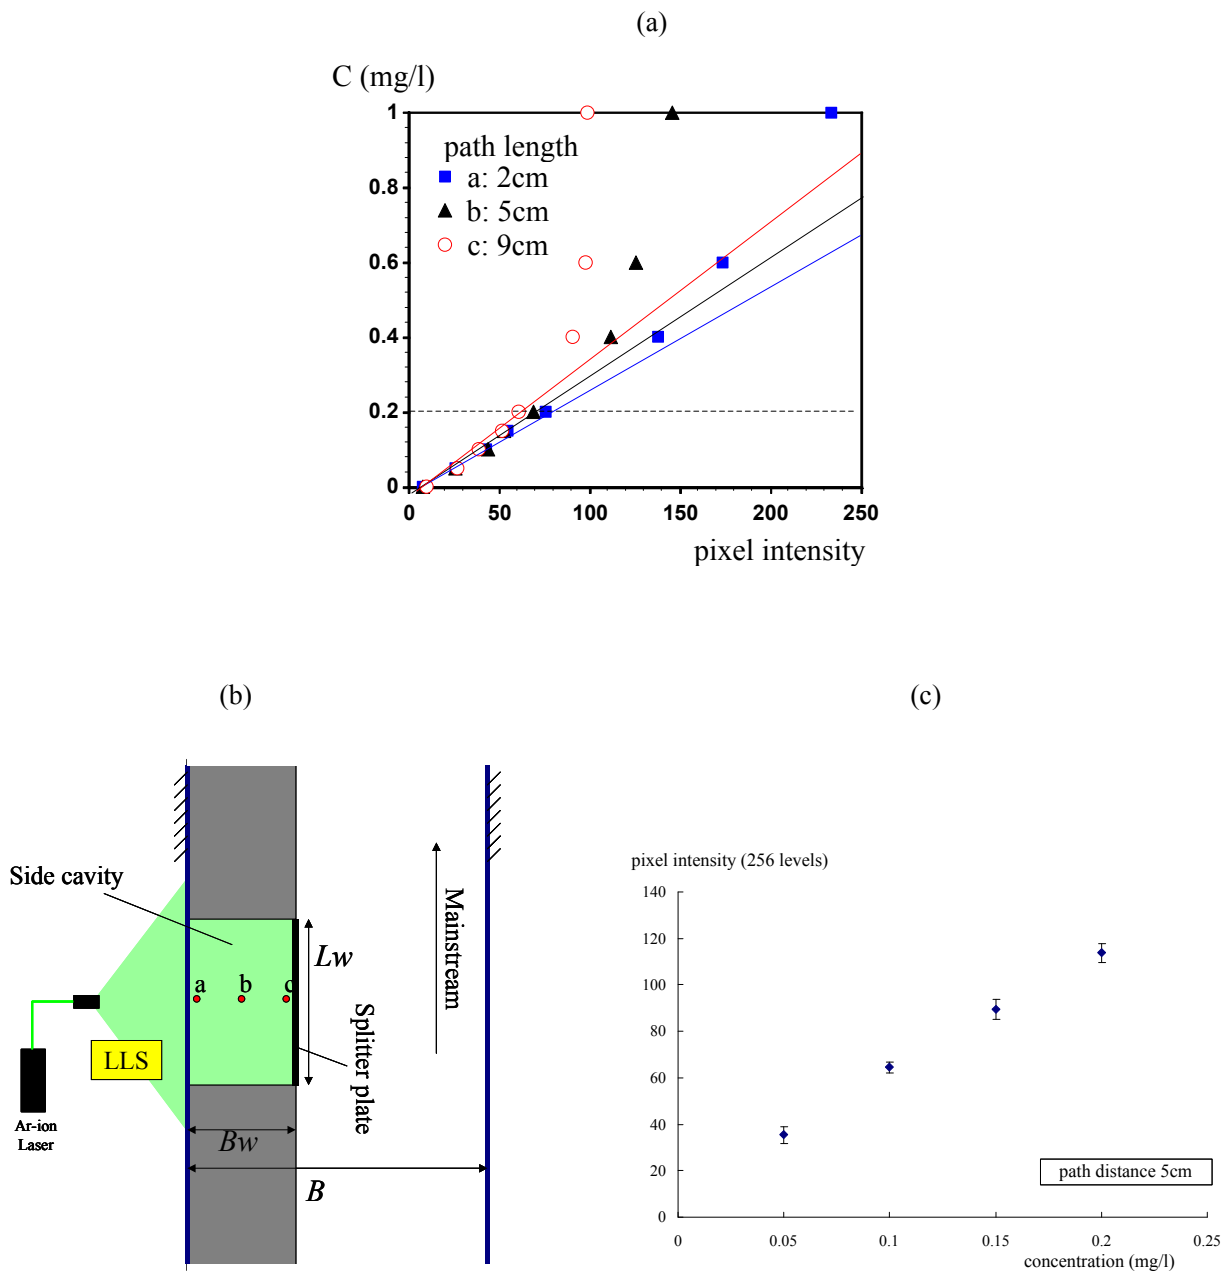 (a)
C (mg/l)
1
0.8
0.6
0.4
0.2
0
path length
a: 2cm
b: 5cm
c: 9cm
0 50 100 150 200 250
pixel intensity
(b)
Side cavity
Mainstream
Lw
a b c
Splitter plate
LLS
Ar-ion
Laser
Bw
B
(c)
pixel intensity (256 levels)
140
120
100
80
60
40
20
0
path distance 5cm
0 0.05 0.1 0.15 0.2 0.25
concentration (mg/l)